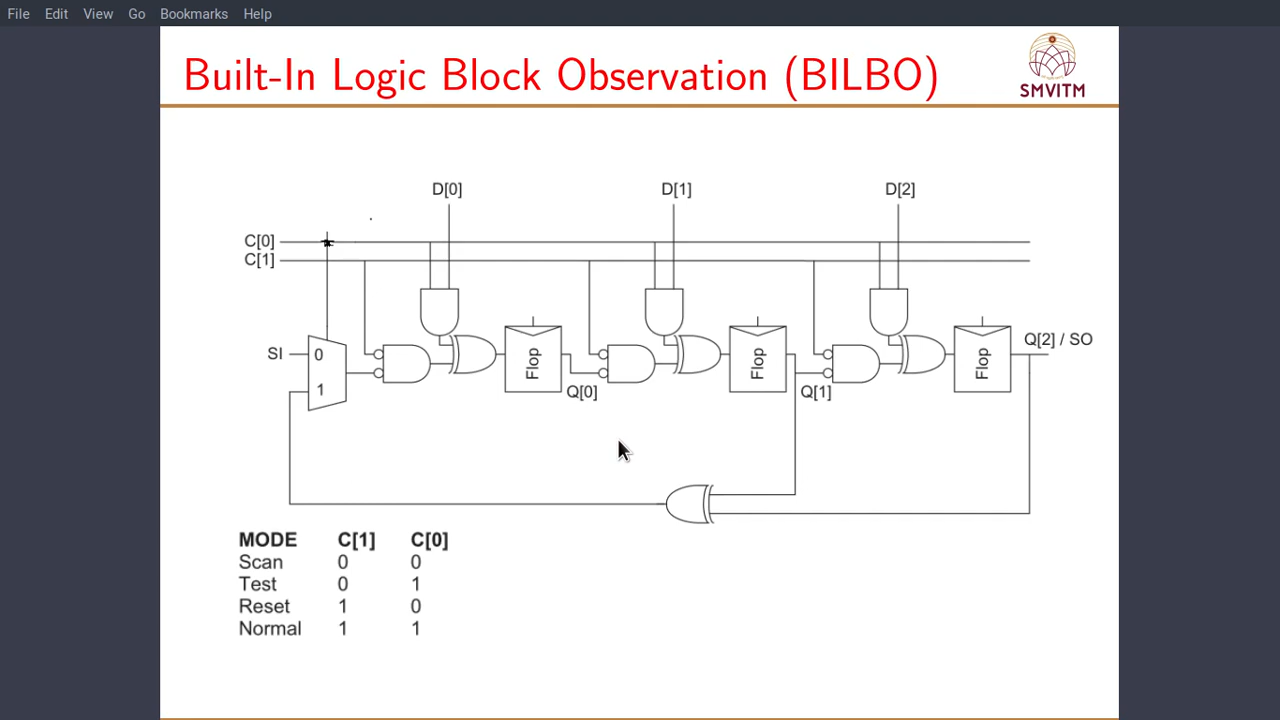 File Edit View Go Bookmarks Help
Built-In Logic Block Observation (BILBO)
SMVITM
D[0] D[1] D[2]
C[0]
C[1]
SI 0 Flop Flop Flop Q[2] / SO
1 Q[0] Q[1]
MODE C[1] C[0]
Scan 0 0
Test 0 1
Reset 1 0
Normal 1 1